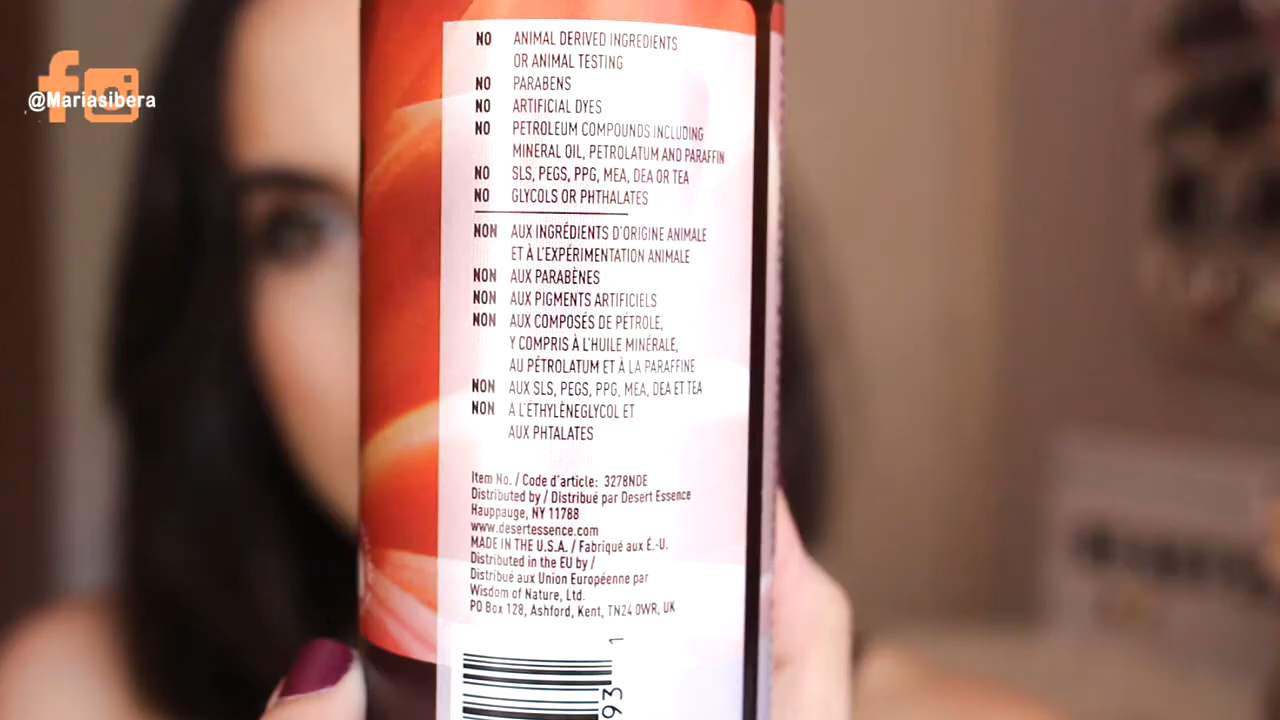 @Mariasibera
NO ANIMAL DERIVED INGREDIENTS
OR ANIMAL TESTING
NO PARABENS
NO ARTIFICIAL DYES
NO PETROLEUM COMPOUNDS INCLUDING
MINERAL OIL, PETROLATUM AND PARAFFIN
NO SLS, PEGS, PPG, MEA, DEA OR TEA
NO GLYCOLS OR PHTHALATES
NON AUX INGRÉDIENTS D'ORIGINE ANIMALE
ET À L'EXPÉRIMENTATION ANIMALE
NON AUX PARABÈNES
NON AUX PIGMENTS ARTIFICIELS
NON AUX COMPOSÉS DE PÉTROLE,
Y COMPRIS À L'HUILE MINÉRALE,
AU PÉTROLATUM ET À LA PARAFFINE
NON AUX SLS, PEGS, PPG, MEA, DEA ET TEA
NON À L'ÉTHYLÈNEGLYCOL ET
AUX PHTALATES
Item No. / Code d'article: 3278NDE
Distributed by / Distribué par Desert Essence
Hauppauge, NY 11788
www.desertessence.com
MADE IN THE U.S.A. / Fabriqué aux É.-U.
Distributed in the EU by /
Distribué aux Union Européenne par
Wisdom of Nature, Ltd.
PO Box 128, Ashford, Kent, TN24 0WR, UK
1
93